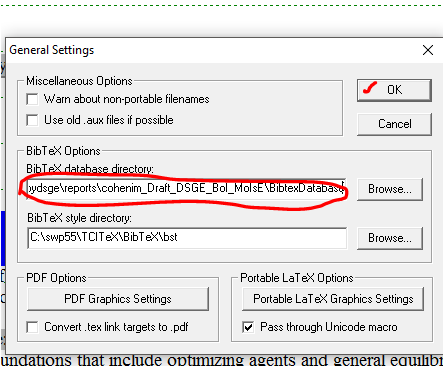 General Settings
Miscellaneous Options
Warn about non-portable filenames
Use old .aux files if possible
OK
Cancel
BibTeX Options
BibTeX database directory:
ydsge\reports\cohenim_Draft_DSGE_Bol_MolsE\BibtexDatabase
Browse...
BibTeX style directory:
C:\swp55\TCITeX\BibTeX\bst
Browse...
PDF Options
PDF Graphics Settings
Convert .tex link targets to .pdf
Portable LaTeX Options
Portable LaTeX Graphics Settings
Pass through Unicode macro
undations that include optimizing agents and general equilib